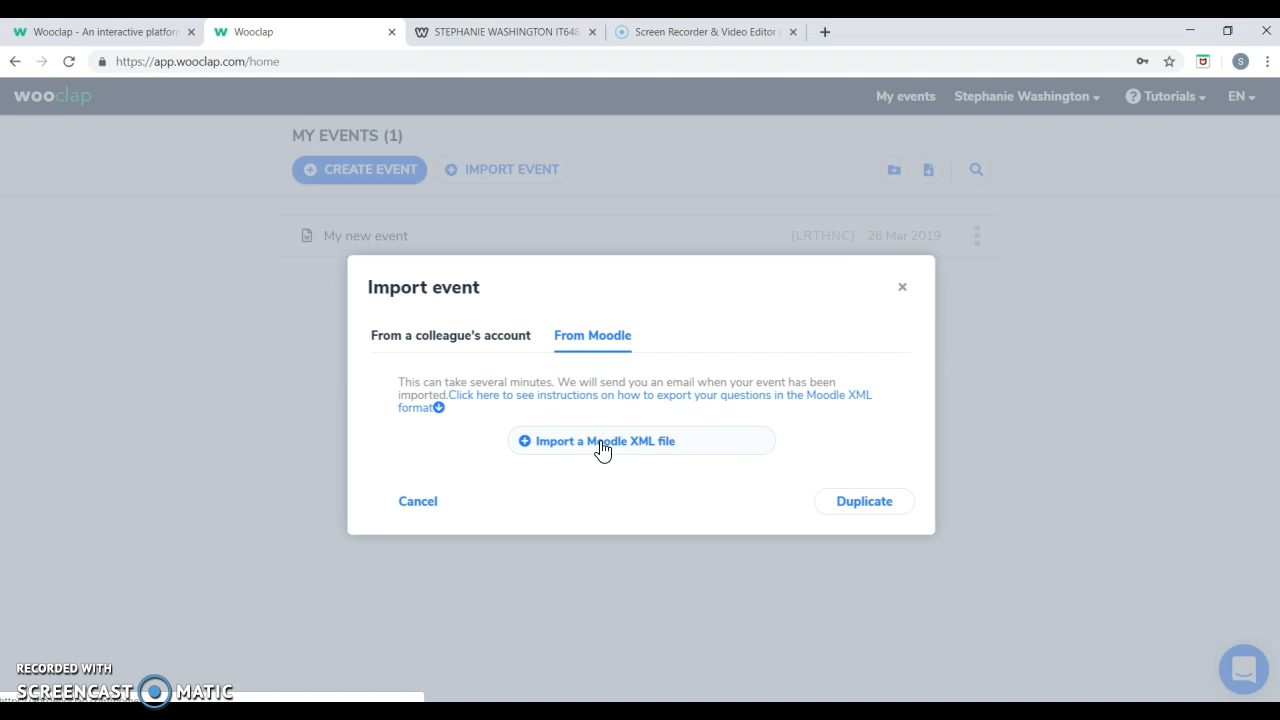 Wooclap - An interactive platform
Wooclap
STEPHANIE WASHINGTON IT648
Screen Recorder & Video Editor
https://app.wooclap.com/home
S
wooclap
My events
Stephanie Washington
Tutorials
EN
MY EVENTS (1)
CREATE EVENT
IMPORT EVENT
My new event
[LRTHNC]
26 Mar 2019
Import event
From a colleague's account
From Moodle
This can take several minutes. We will send you an email when your event has been
imported.Click here to see instructions on how to export your questions in the Moodle XML
format
Import a Moodle XML file
Cancel
Duplicate
RECORDED WITH
SCREENCAST MATIC